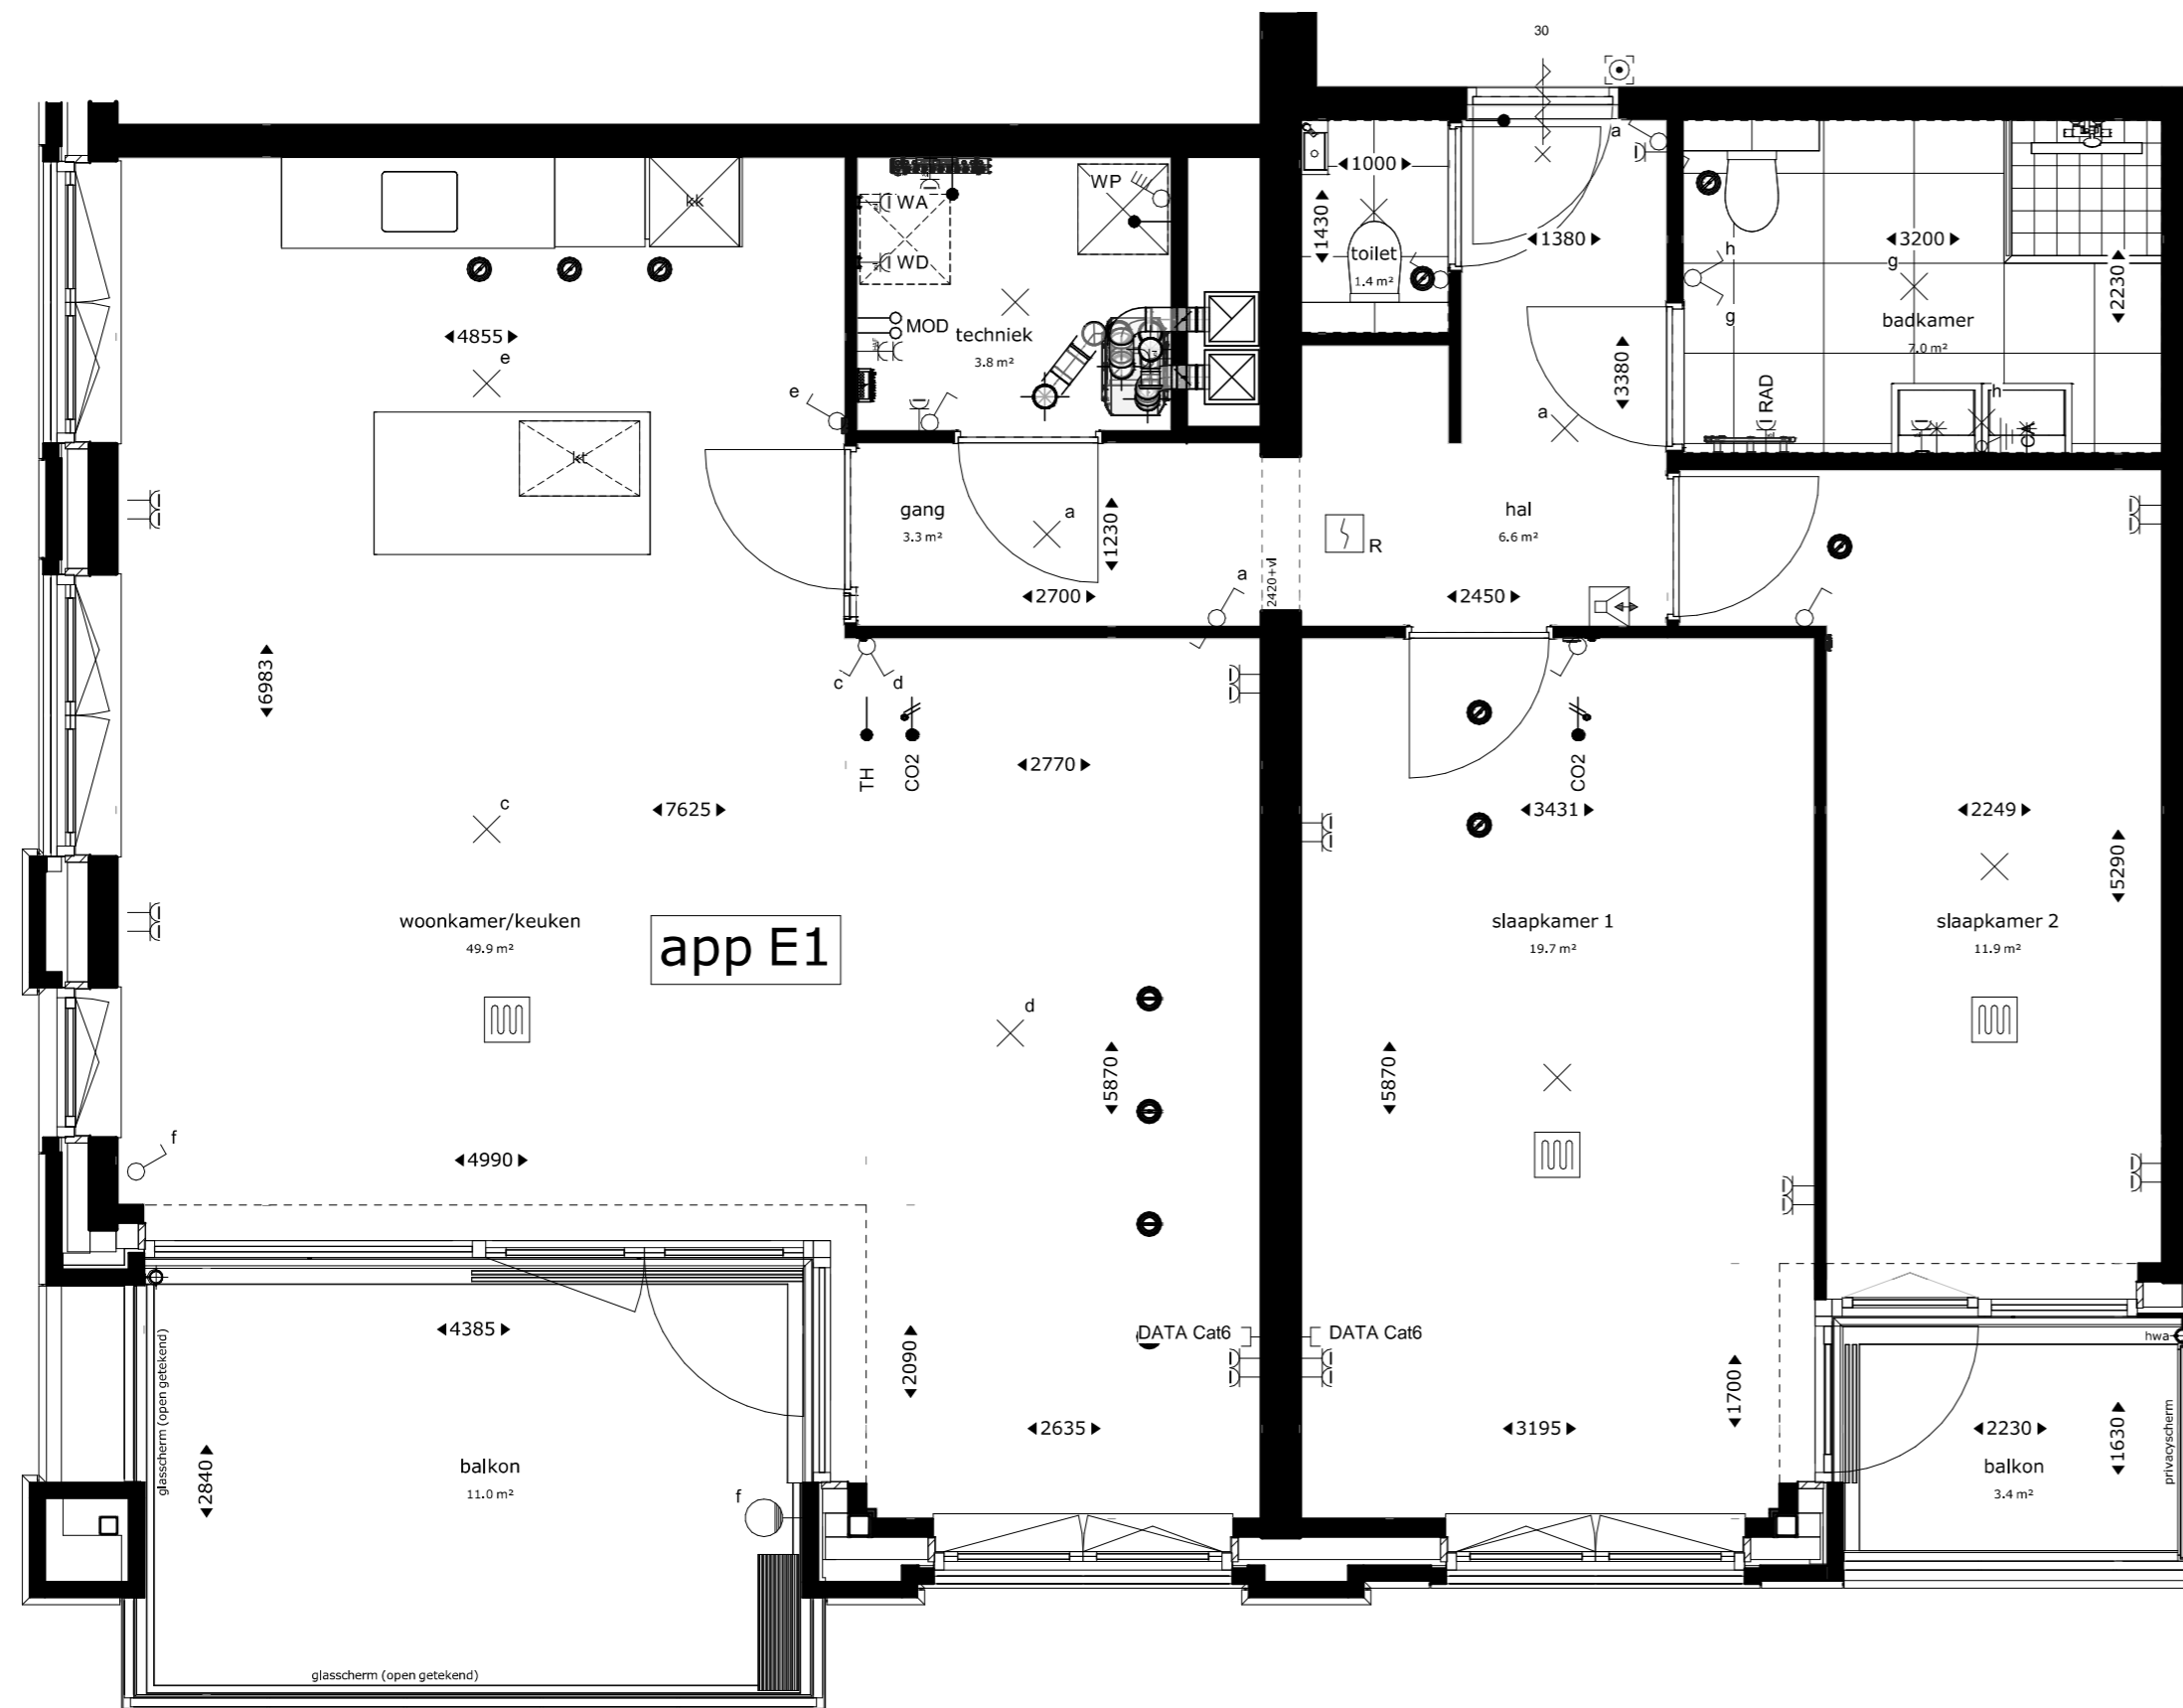 30
a
1000
WP
WA
1430
1380
3200
kk
h
g
toilet
1.4 m²
WD
2230
g
badkamer
7.0 m²
MOD
techniek
3.8 m²
4855
e
3380
e
a
RAD
h
kt
gang
3.3 m²
a
1230
hal
6.6 m²
R
2420+vl
a
2700
2450
6983
c
d
TH
CO2
CO2
2770
c
7625
3431
2249
5290
woonkamer/keuken
49.9 m²
app E1
slaapkamer 1
19.7 m²
slaapkamer 2
11.9 m²
d
5870
5870
f
4990
4385
DATA Cat6
DATA Cat6
hwa
glasscherm (open getekend)
2090
1700
2635
3195
2230
1630
privacyscherm
balkon
11.0 m²
2840
balkon
3.4 m²
f
glasscherm (open getekend)